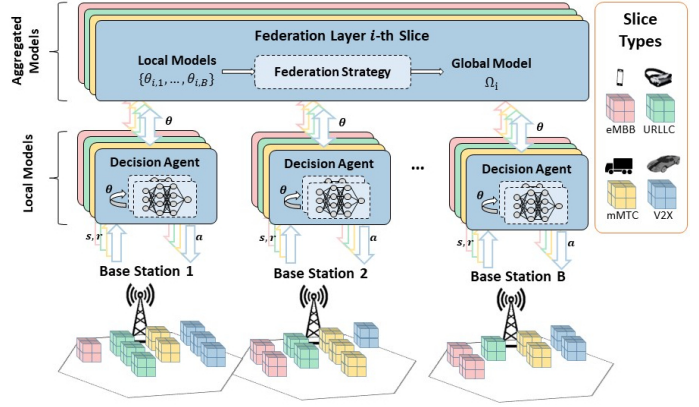 Aggregated
Models
Federation Layer i-th Slice
Local Models
{θi,1, ..., θi,B}
Federation Strategy
Global Model
Ωi
Slice
Types
eMBB
URLLC
mMTC
V2X
θ
θ
θ
Local Models
Decision Agent
θ
Decision Agent
θ
...
Decision Agent
θ
s, r
a
s, r
a
s, r
a
Base Station 1
Base Station 2
Base Station B